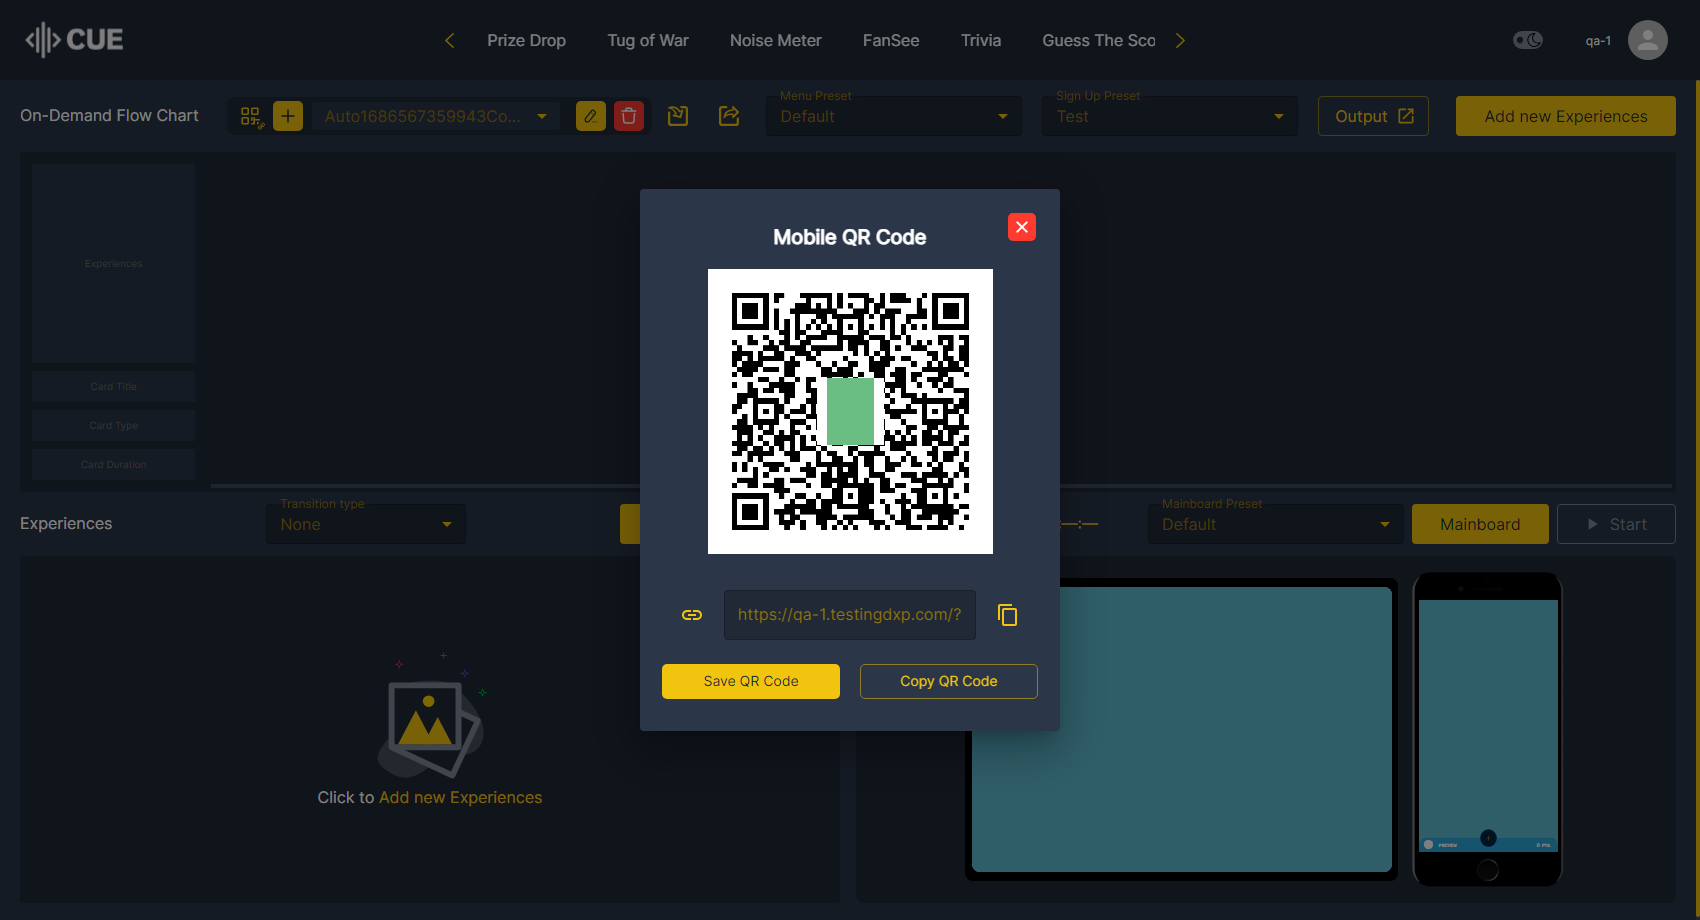 CUE
Prize Drop
Tug of War
Noise Meter
FanSee
Trivia
Guess The Sco
qa-1
On-Demand Flow Chart
Auto1686567359943Co...
Menu Preset
Default
Sign Up Preset
Test
Output
Add new Experiences
Experiences
Card Title
Card Type
Card Duration
Mobile QR Code
https://qa-1.testingdxp.com/?
Save QR Code
Copy QR Code
Experiences
Transition type
None
Mainboard Preset
Default
Mainboard
Start
Click to Add new Experiences
PREVIEW
0 PTS.